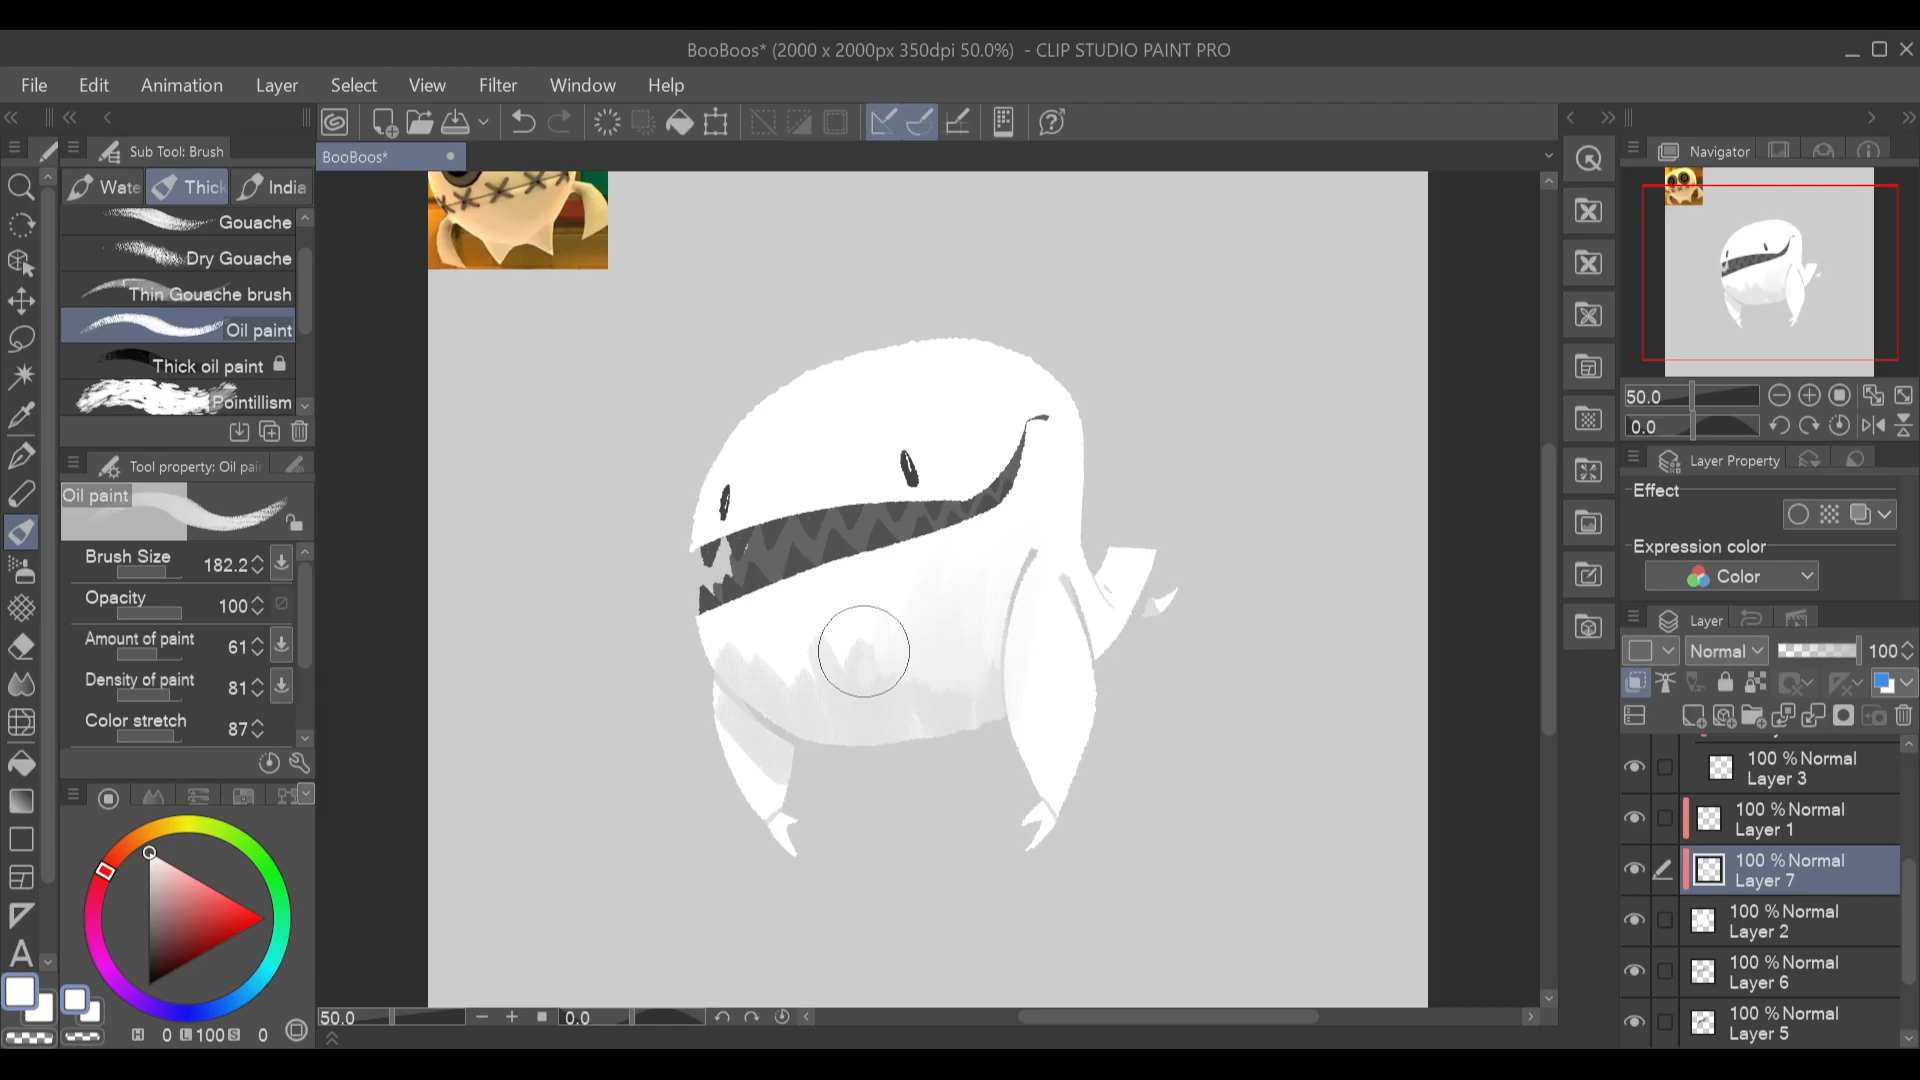 BooBoos* (2000 x 2000px 350dpi 50.0%) - CLIP STUDIO PAINT PRO
File Edit Animation Layer Select View Filter Window Help
Sub Tool: Brush
BooBoos*
Navigator
Wate Thick India
Gouache
Dry Gouache
Thin Gouache brush
Oil paint
Thick oil paint
Pointillism
Tool property: Oil pai
Oil paint
Brush Size 182.2
Opacity 100
Amount of paint 61
Density of paint 81
Color stretch 87
H 0 L 100 S 0
50.0 0.0
50.0
0.0
Layer Property
Effect
Expression color
Color
Layer
Normal 100
100 % Normal
Layer 3
100 % Normal
Layer 1
100 % Normal
Layer 7
100 % Normal
Layer 2
100 % Normal
Layer 6
100 % Normal
Layer 5